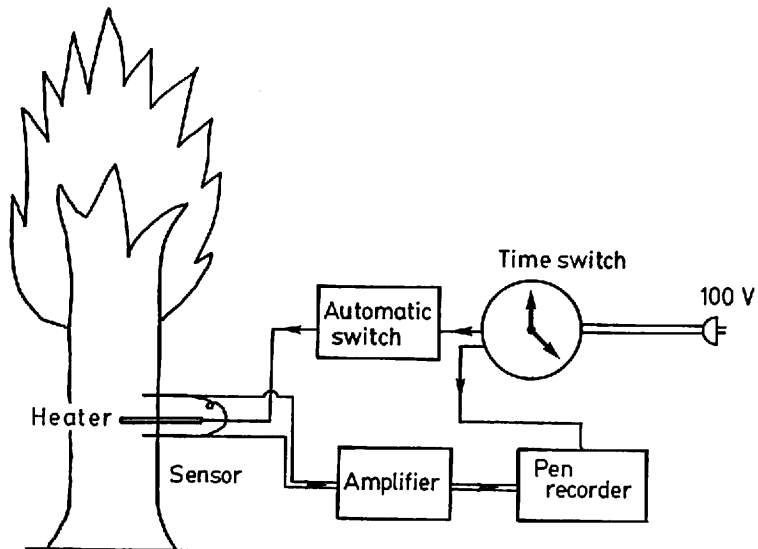 Time switch
100 V
Automatic
switch
Heater
Sensor
Amplifier
Pen
recorder